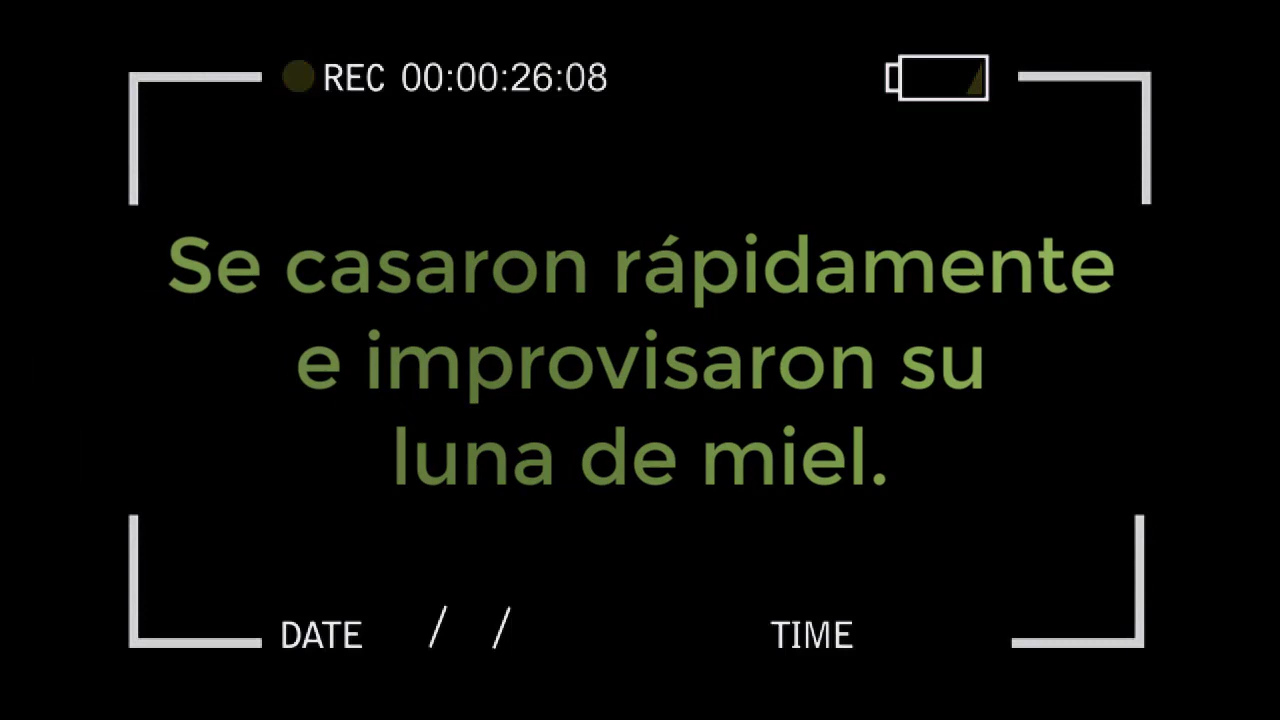 REC 00:00:26:08
Se casaron rápidamente
e improvisaron su
luna de miel.
DATE / / TIME